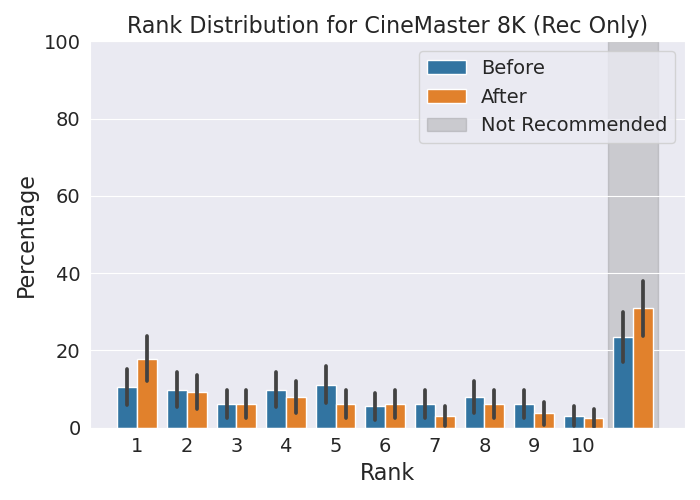 Rank Distribution for CineMaster 8K (Rec Only)
100
80
60
40
20
0
Percentage
Before
After
Not Recommended
1 2 3 4 5 6 7 8 9 10
Rank